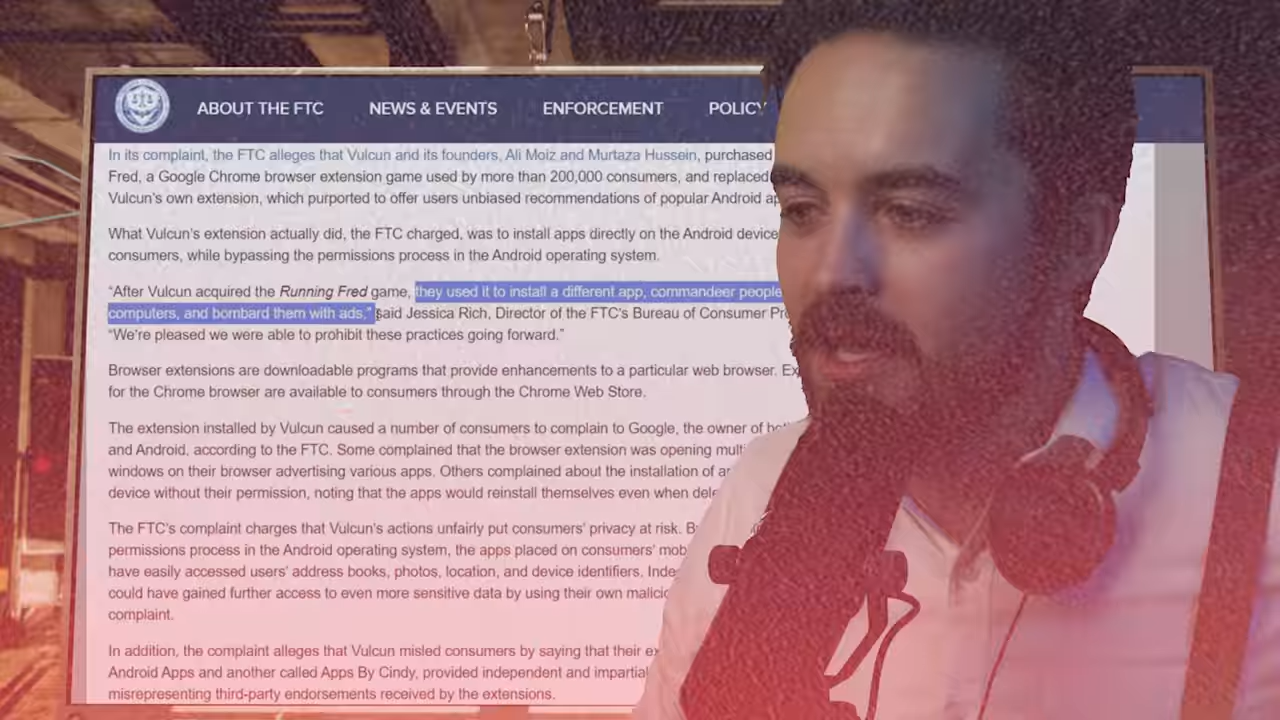 ABOUT THE FTC NEWS & EVENTS ENFORCEMENT POLICY
In its complaint, the FTC alleges that Vulcun and its founders, Ali Moiz and Murtaza Hussein, purchased
Fred, a Google Chrome browser extension game used by more than 200,000 consumers, and replaced
Vulcun's own extension, which purported to offer users unbiased recommendations of popular Android
What Vulcun's extension actually did, the FTC charged, was to install apps directly on the Android
consumers, while bypassing the permissions process in the Android operating system.
“After Vulcun acquired the Running Fred game, they used it to install a different app, commandeer
computers, and bombard them with ads,” said Jessica Rich, Director of the FTC's Bureau of Consumer
“We're pleased we were able to prohibit these practices going forward.”
Browser extensions are downloadable programs that provide enhancements to a particular web browser.
for the Chrome browser are available to consumers through the Chrome Web Store.
The extension installed by Vulcun caused a number of consumers to complain to Google, the owner of
and Android, according to the FTC. Some complained that the browser extension was opening
windows on their browser advertising various apps. Others complained about the installation of
device without their permission, noting that the apps would reinstall themselves even when
The FTC's complaint charges that Vulcun's actions unfairly put consumers' privacy at risk.
permissions process in the Android operating system, the apps placed on consumers'
have easily accessed users' address books, photos, location, and device identifiers.
could have gained further access to even more sensitive data by using their own
complaint.
In addition, the complaint alleges that Vulcun misled consumers by saying that their
Android Apps and another called Apps By Cindy, provided independent and
misrepresenting third-party endorsements received by the extensions.